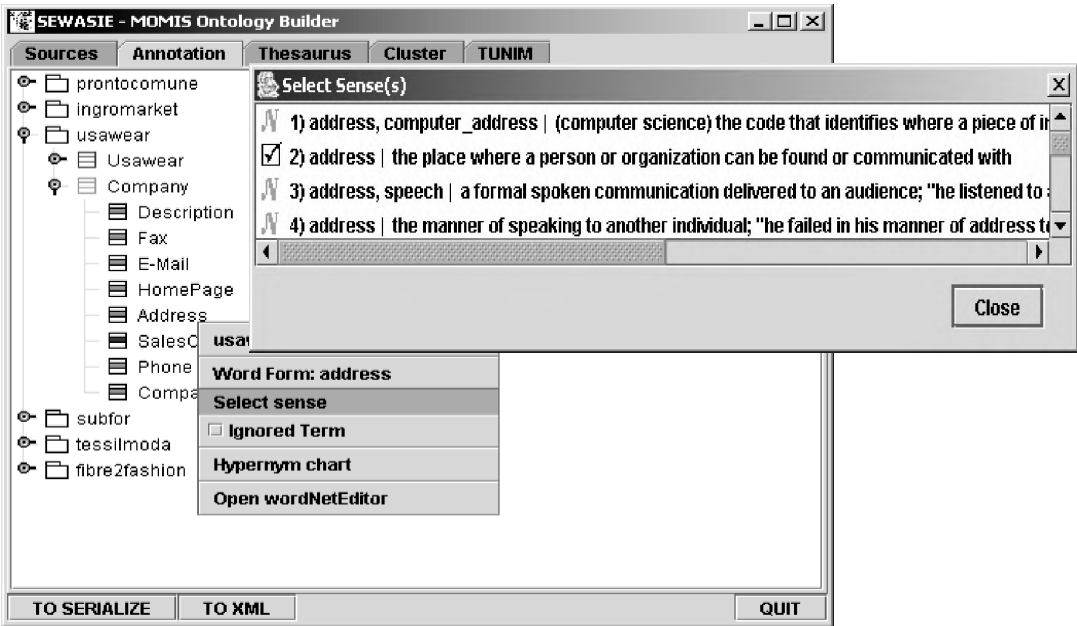 SEWASIE - MOMIS Ontology Builder
Sources Annotation Thesaurus Cluster TUNIM
prontocomune
ingromarket
usawear
Usawear
Company
Description
Fax
E-Mail
HomePage
Address
SalesC
Phone
Compa
subfor
tessilmoda
fibre2fashion
Select Sense(s)
1) address, computer_address | (computer science) the code that identifies where a piece of in
2) address | the place where a person or organization can be found or communicated with
3) address, speech | a formal spoken communication delivered to an audience; "he listened to
4) address | the manner of speaking to another individual; "he failed in his manner of address t
Close
usa
Word Form: address
Select sense
Ignored Term
Hypernym chart
Open wordNetEditor
TO SERIALIZE TO XML QUIT